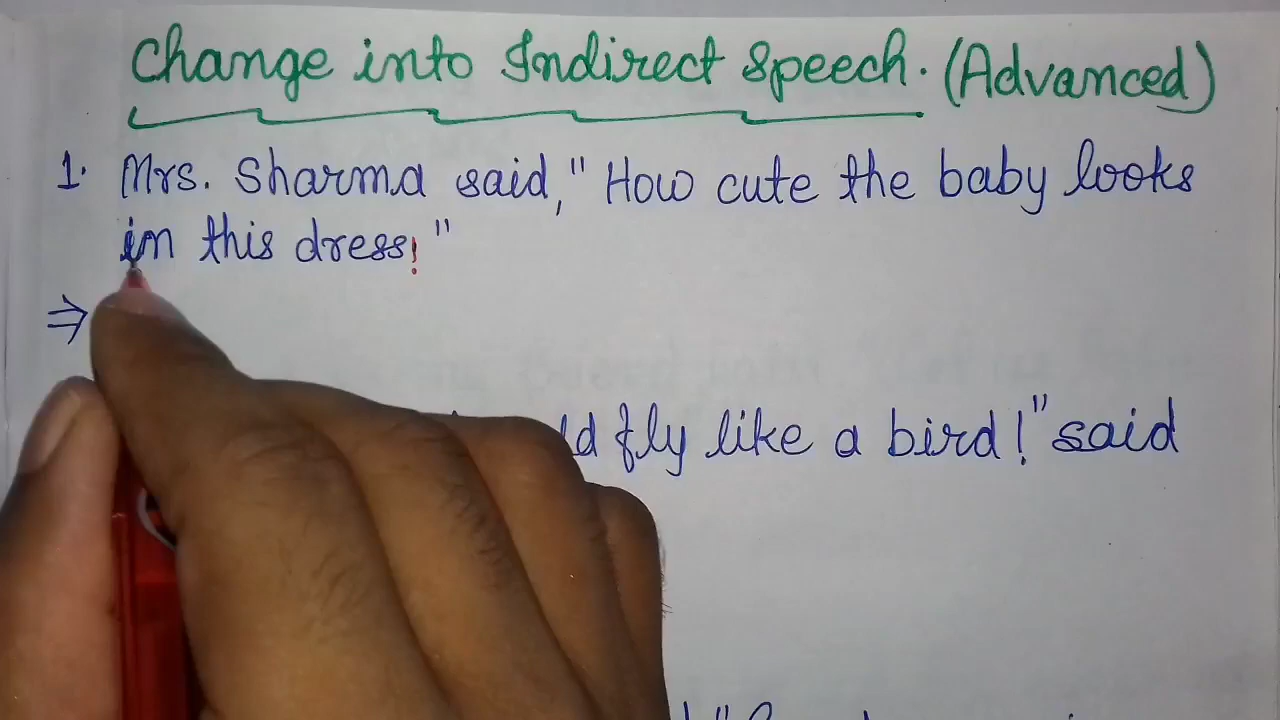 Change into Indirect Speech. (Advanced)
1. Mrs. Sharma said, "How cute the baby looks
in this dress!"
⇒
fly like a bird!" said